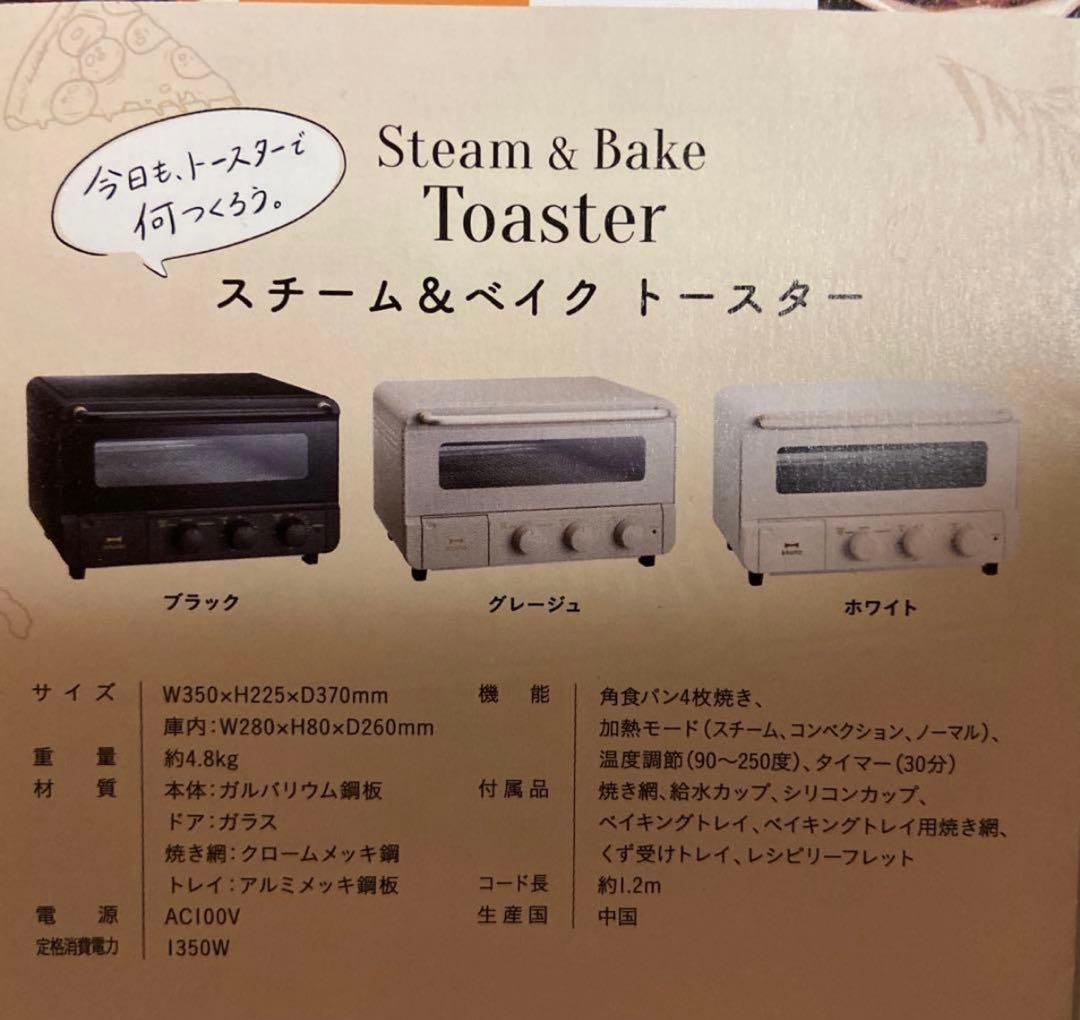 今日も、トースターで
何つくろう。
Steam & Bake
Toaster
スチーム&ベイク トースター
BRUNO
ブラック
グレージュ
ホワイト
サイズ W350×H225×D370mm
庫内:W280×H80×D260mm
重量 約4.8kg
材質 本体:ガルバリウム鋼板
ドア:ガラス
焼き網:クロームメッキ鋼
トレイ:アルミメッキ鋼板
電源 AC100V
定格消費電力 1350W
機能 角食パン4枚焼き、
加熱モード(スチーム、コンベクション、ノーマル)、
温度調節(90〜250度)、タイマー(30分)
付属品 焼き網、給水カップ、シリコンカップ、
ベイキングトレイ、ベイキングトレイ用焼き網、
くず受けトレイ、レシピリーフレット
コード長 約1.2m
生産国 中国